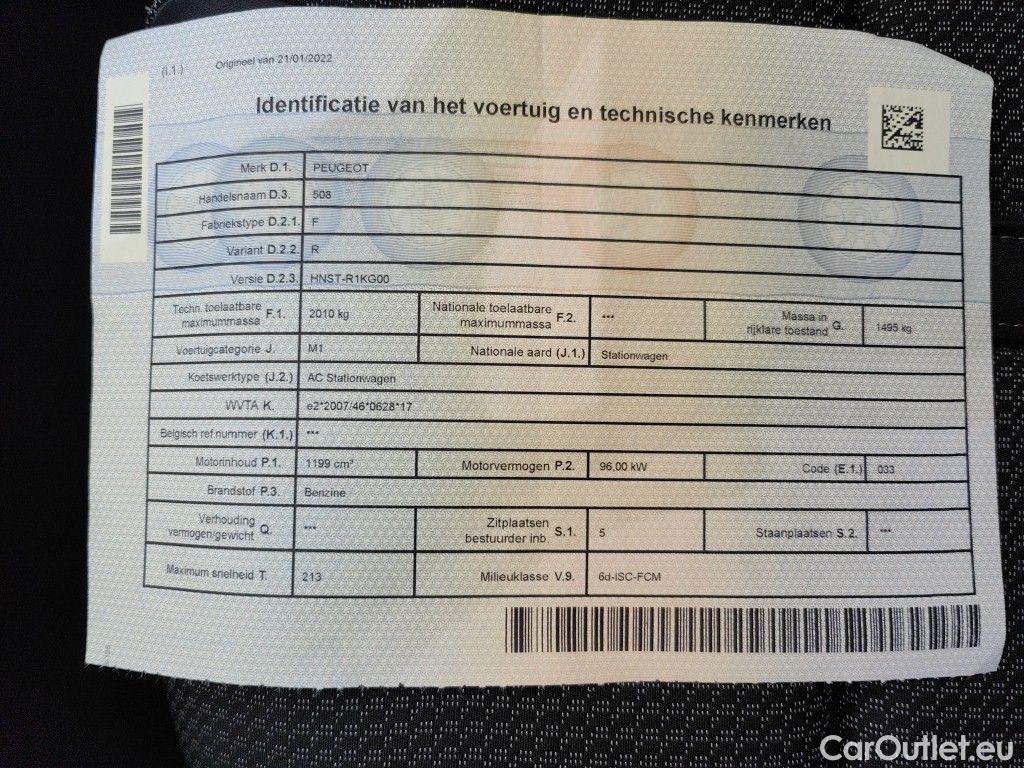 (I.1.) Origineel van 21/01/2022
Identificatie van het voertuig en technische kenmerken
Merk D.1. PEUGEOT
Handelsnaam D.3. 508
Fabriekstype D.2.1. F
Variant D.2.2. R
Versie D.2.3. HNST-R1KG00
Techn. toelaatbare maximummassa F.1. 2010 kg Nationale toelaatbare maximummassa F.2. *** Massa in rijklare toestand G. 1495 kg
Voertuigcategorie J. M1 Nationale aard (J.1.) Stationwagen
Koetswerktype (J.2.) AC Stationwagen
WVTA K. e2*2007/46*0628*17
Belgisch ref.nummer (K.1.) ***
Motorinhoud P.1. 1199 cm³ Motorvermogen P.2. 96,00 kW Code (E.1.) 033
Brandstof P.3. Benzine
Verhouding vermogen/gewicht Q. *** Zitplaatsen bestuurder inb. S.1. 5 Staanplaatsen S.2. ***
Maximum snelheid T. 213 Milieuklasse V.9. 6d-ISC-FCM
CarOutlet.eu